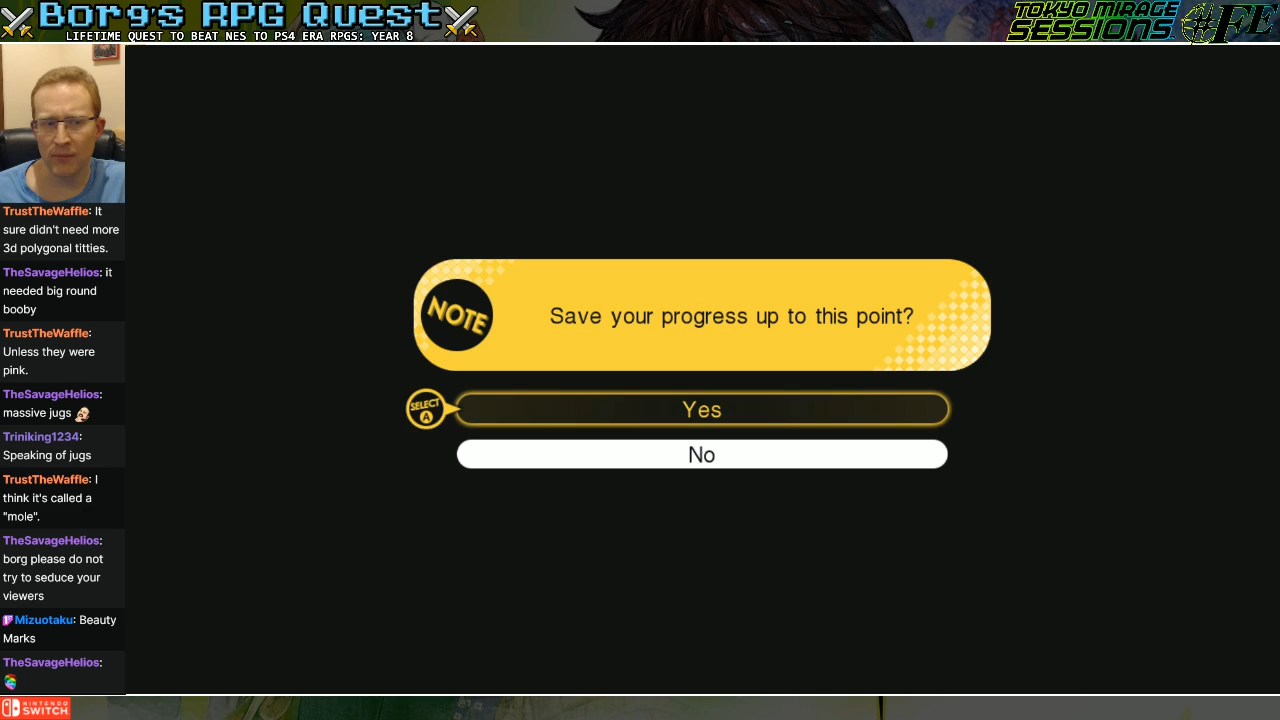 Borg's RPG Quest
LIFETIME QUEST TO BEAT NES TO PS4 ERA RPGS: YEAR 8
TOKYO MIRAGE
SESSIONS
#FE
TrustTheWaffle: It
sure didn't need more
3d polygonal titties.
TheSavageHelios: it
needed big round
booby
TrustTheWaffle:
Unless they were
pink.
TheSavageHelios:
massive jugs
Triniking1234:
Speaking of jugs
TrustTheWaffle: I
think it's called a
"mole".
TheSavageHelios:
borg please do not
try to seduce your
viewers
Mizuotaku: Beauty
Marks
TheSavageHelios:
NOTE
Save your progress up to this point?
SELECT
A
Yes
No
NINTENDO
SWITCH